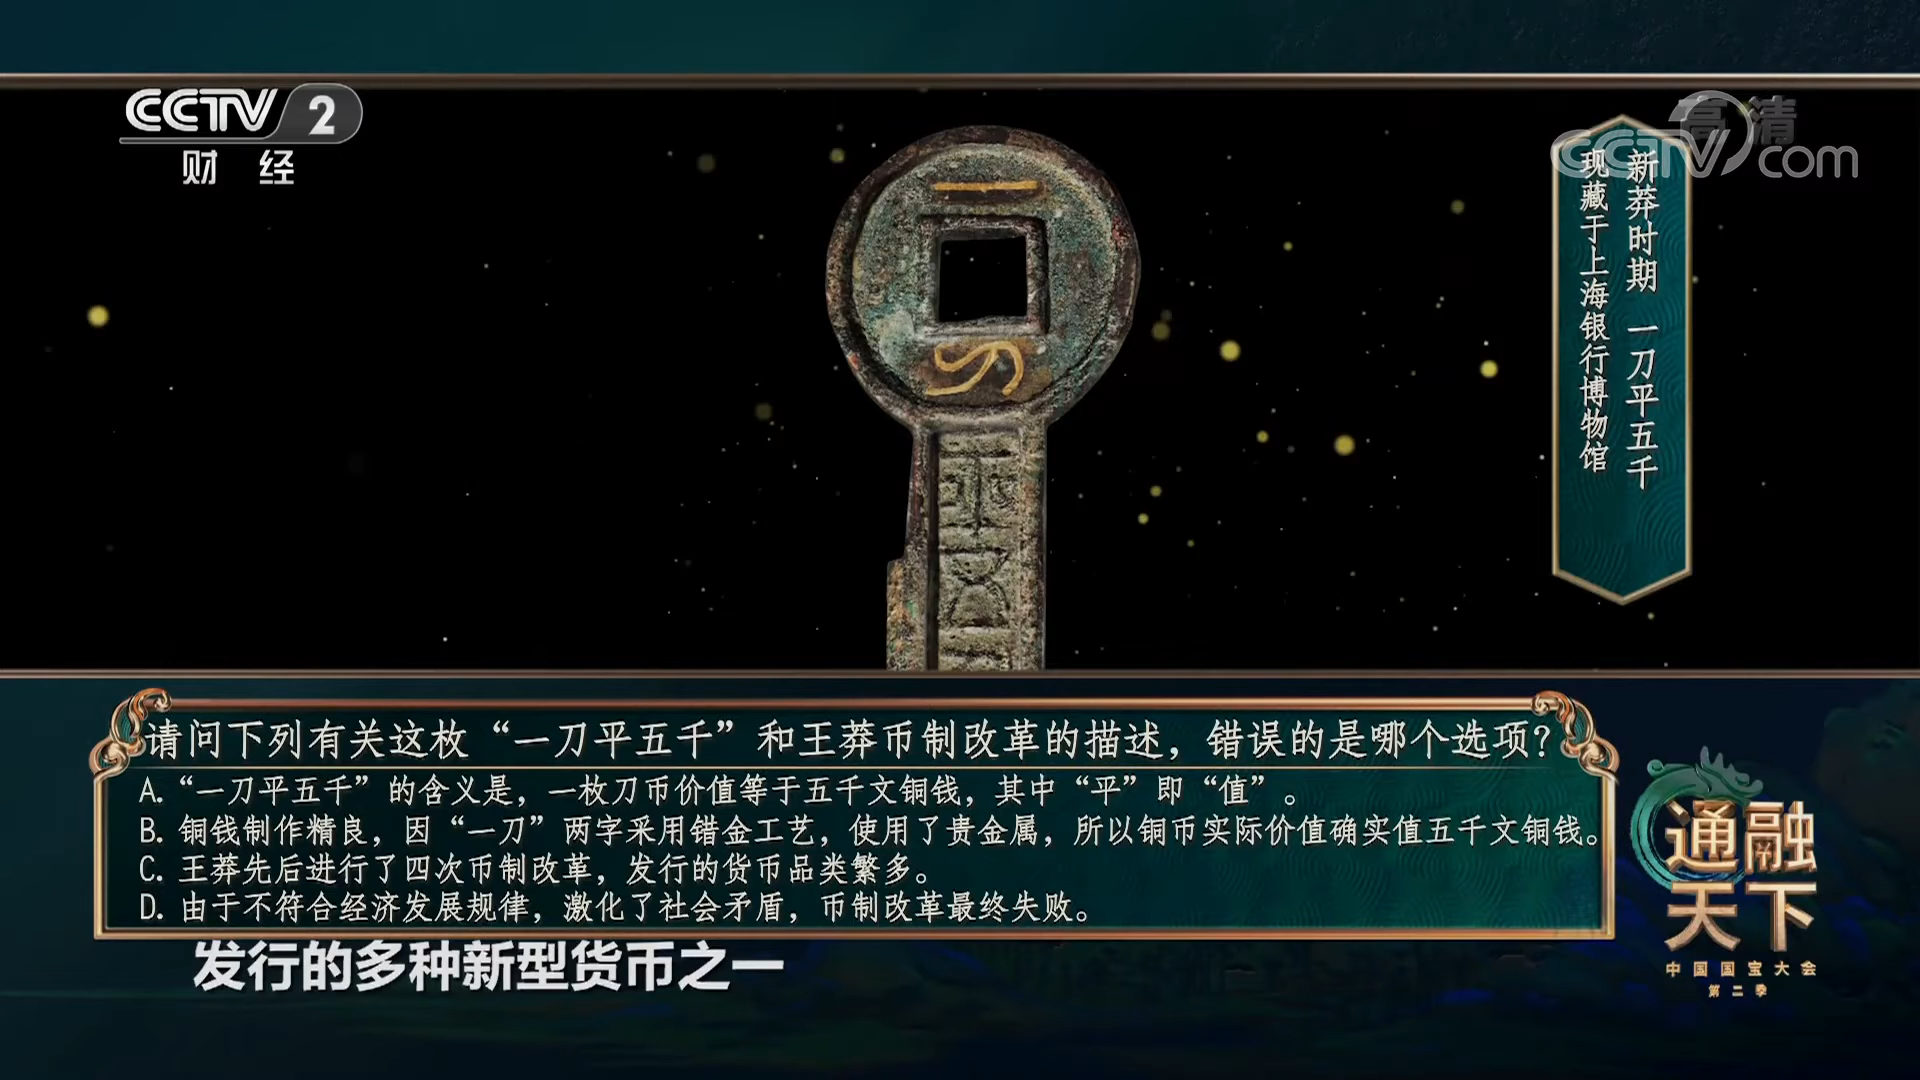 CCTV 2
财 经
高清
CCTV.com
新莽时期 一刀平五千
现藏于上海银行博物馆
一
刀
平
五
请问下列有关这枚“一刀平五千”和王莽币制改革的描述，错误的是哪个选项？
A.“一刀平五千”的含义是，一枚刀币价值等于五千文铜钱，其中“平”即“值”。
B. 铜钱制作精良，因“一刀”两字采用错金工艺，使用了贵金属，所以铜币实际价值确实值五千文铜钱。
C. 王莽先后进行了四次币制改革，发行的货币品类繁多。
D. 由于不符合经济发展规律，激化了社会矛盾，币制改革最终失败。
发行的多种新型货币之一
通融
天下
中国国宝大会
第二季